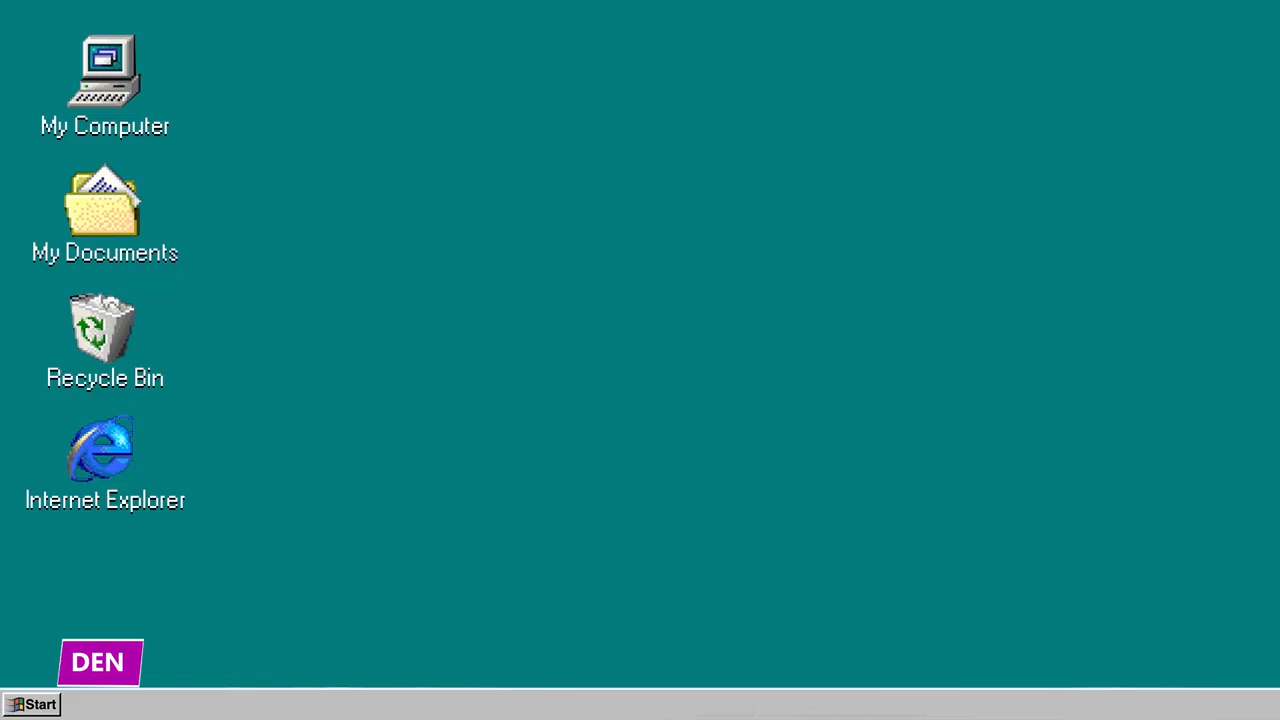 My Computer
My Documents
Recycle Bin
Internet Explorer
DEN
Start